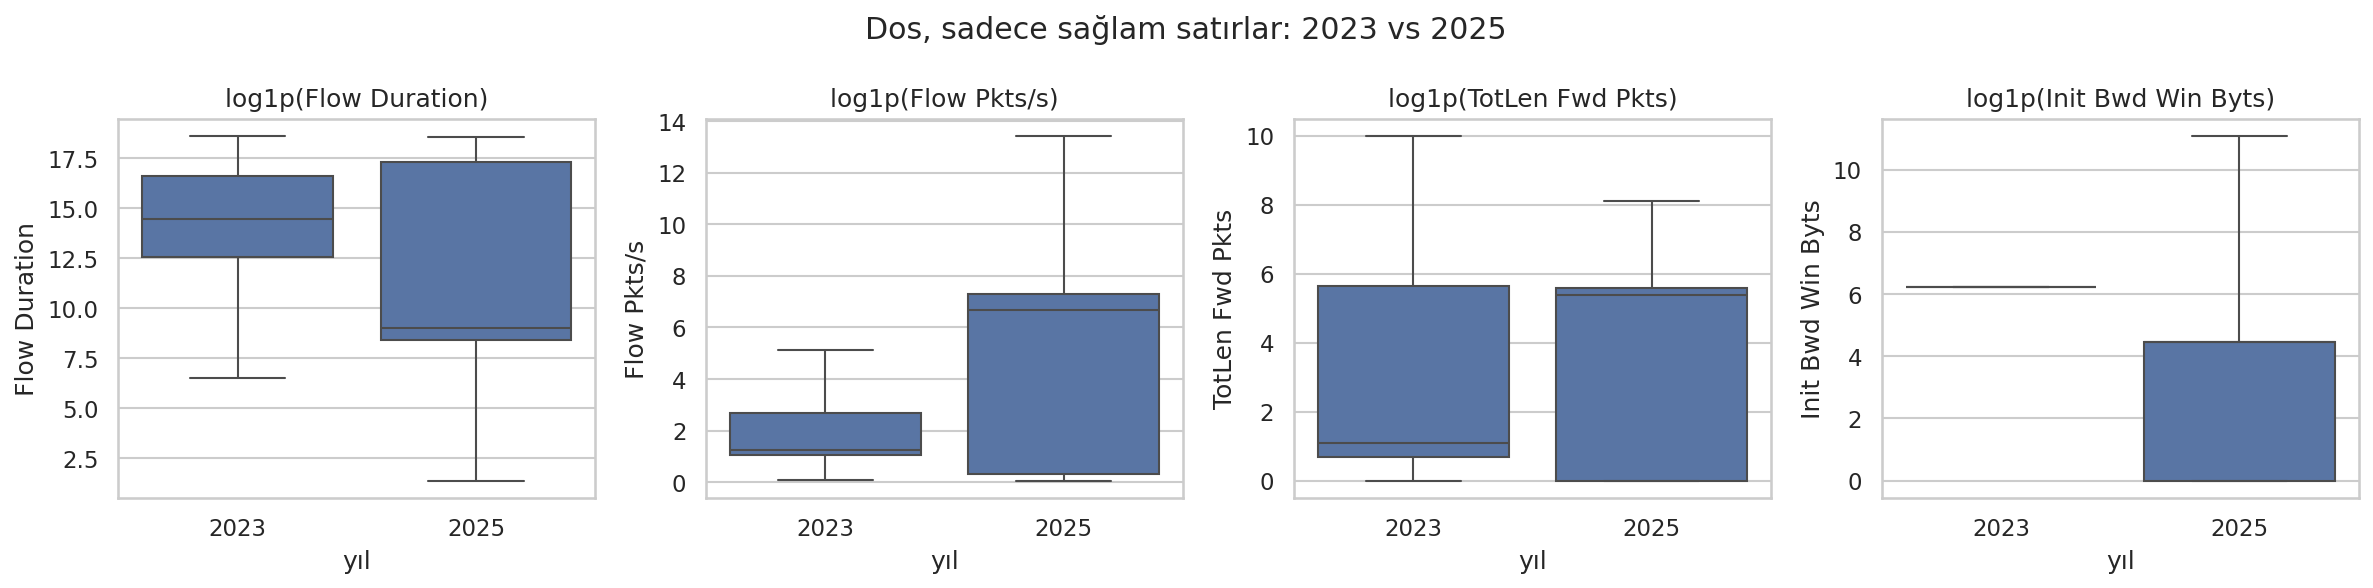 Dos, sadece sağlam satırlar: 2023 vs 2025
log1p(Flow Duration)
Flow Duration
17.5
15.0
12.5
10.0
7.5
5.0
2.5
2023
2025
yıl
log1p(Flow Pkts/s)
Flow Pkts/s
14
12
10
8
6
4
2
0
2023
2025
yıl
log1p(TotLen Fwd Pkts)
TotLen Fwd Pkts
10
8
6
4
2
0
2023
2025
yıl
log1p(Init Bwd Win Byts)
Init Bwd Win Byts
10
8
6
4
2
0
2023
2025
yıl